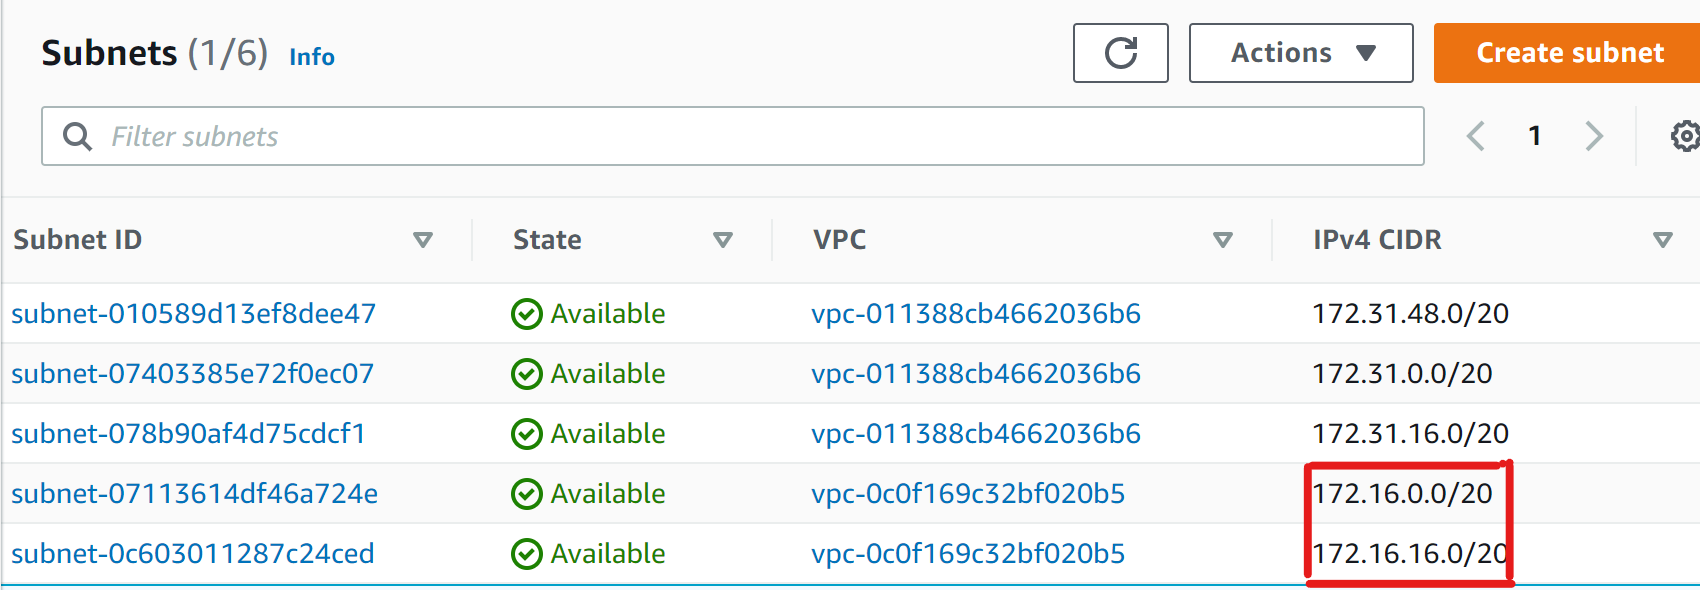 Subnets (1/6) Info Actions Create subnet
Filter subnets 1
Subnet ID State VPC IPv4 CIDR
subnet-010589d13ef8dee47 Available vpc-011388cb4662036b6 172.31.48.0/20
subnet-07403385e72f0ec07 Available vpc-011388cb4662036b6 172.31.0.0/20
subnet-078b90af4d75cdcf1 Available vpc-011388cb4662036b6 172.31.16.0/20
subnet-07113614df46a724e Available vpc-0c0f169c32bf020b5 172.16.0.0/20
subnet-0c603011287c24ced Available vpc-0c0f169c32bf020b5 172.16.16.0/20